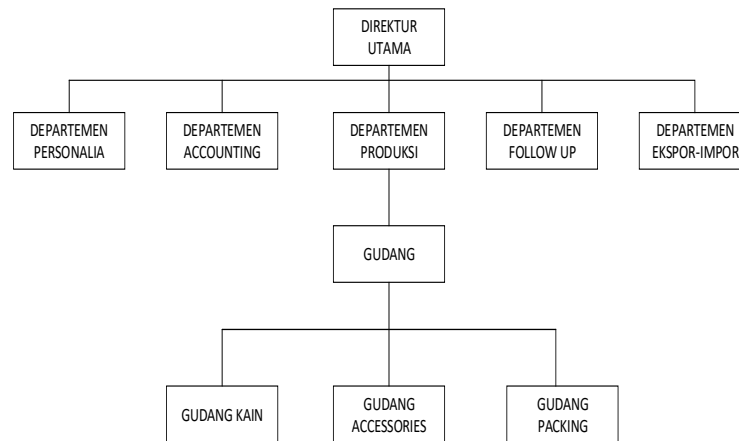 DIREKTUR
UTAMA
DEPARTEMEN
PERSONALIA
DEPARTEMEN
ACCOUNTING
DEPARTEMEN
PRODUKSI
DEPARTEMEN
FOLLOW UP
DEPARTEMEN
EKSPOR-IMPOR
GUDANG
GUDANG KAIN
GUDANG
ACCESSORIES
GUDANG
PACKING